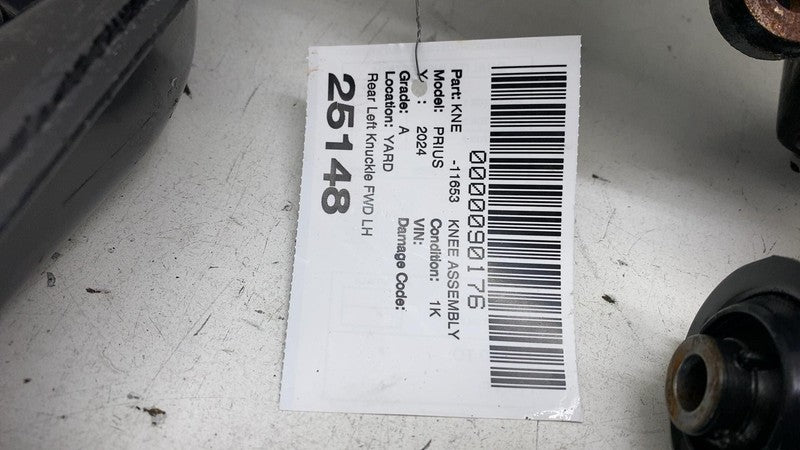 0000090176
Part: KNE -11653 KNEE ASSEMBLY
Model: PRIUS Condition: 1K
Y : 2024 VIN:
Grade: A Damage Code:
Location: YARD
Rear Left Knuckle FWD LH
25148